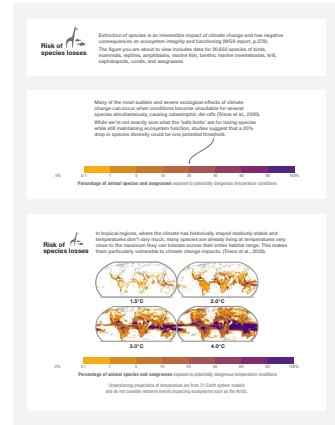 Risk of
species losses
Extinction of species is an irreversible impact of climate change and has negative
consequences on ecosystem integrity and functioning (WGII report, p.279).
The figure you are about to view includes data for 30,652 species of birds,
mammals, reptiles, amphibians, marine fish, benthic marine invertebrates, krill,
cephalopods, corals, and seagrasses
Many of the most sudden and severe ecological effects of climate
change can occur when conditions become unsuitable for several
species simultaneously, causing catastrophic die-offs (Trisos et al., 2020).
While we're not exactly sure what the 'safe limits' are for losing species
while still maintaining ecosystem function, studies suggest that a 20%
drop in species diversity could be one potential threshold.
0% 0.1 1 5 10 20 40 60 80 100%
Percentage of animal species and seagrasses exposed to potentially dangerous temperature conditions
Risk of
species losses
In tropical regions, where the climate has historically stayed relatively stable and
temperatures don't vary much, many species are already living at temperatures very
close to the maximum they can tolerate across their entire habitat range. This makes
them particularly vulnerable to climate change impacts. (Trisos et al., 2020).
1.5°C 2.0°C
3.0°C 4.0°C
0% 0.1 1 5 10 20 40 60 80 100%
Percentage of animal species and seagrasses exposed to potentially dangerous temperature conditions
Underpinning projections of temperature are from 21 Earth system models
and do not consider extreme events impacting ecosystems such as the Arctic.